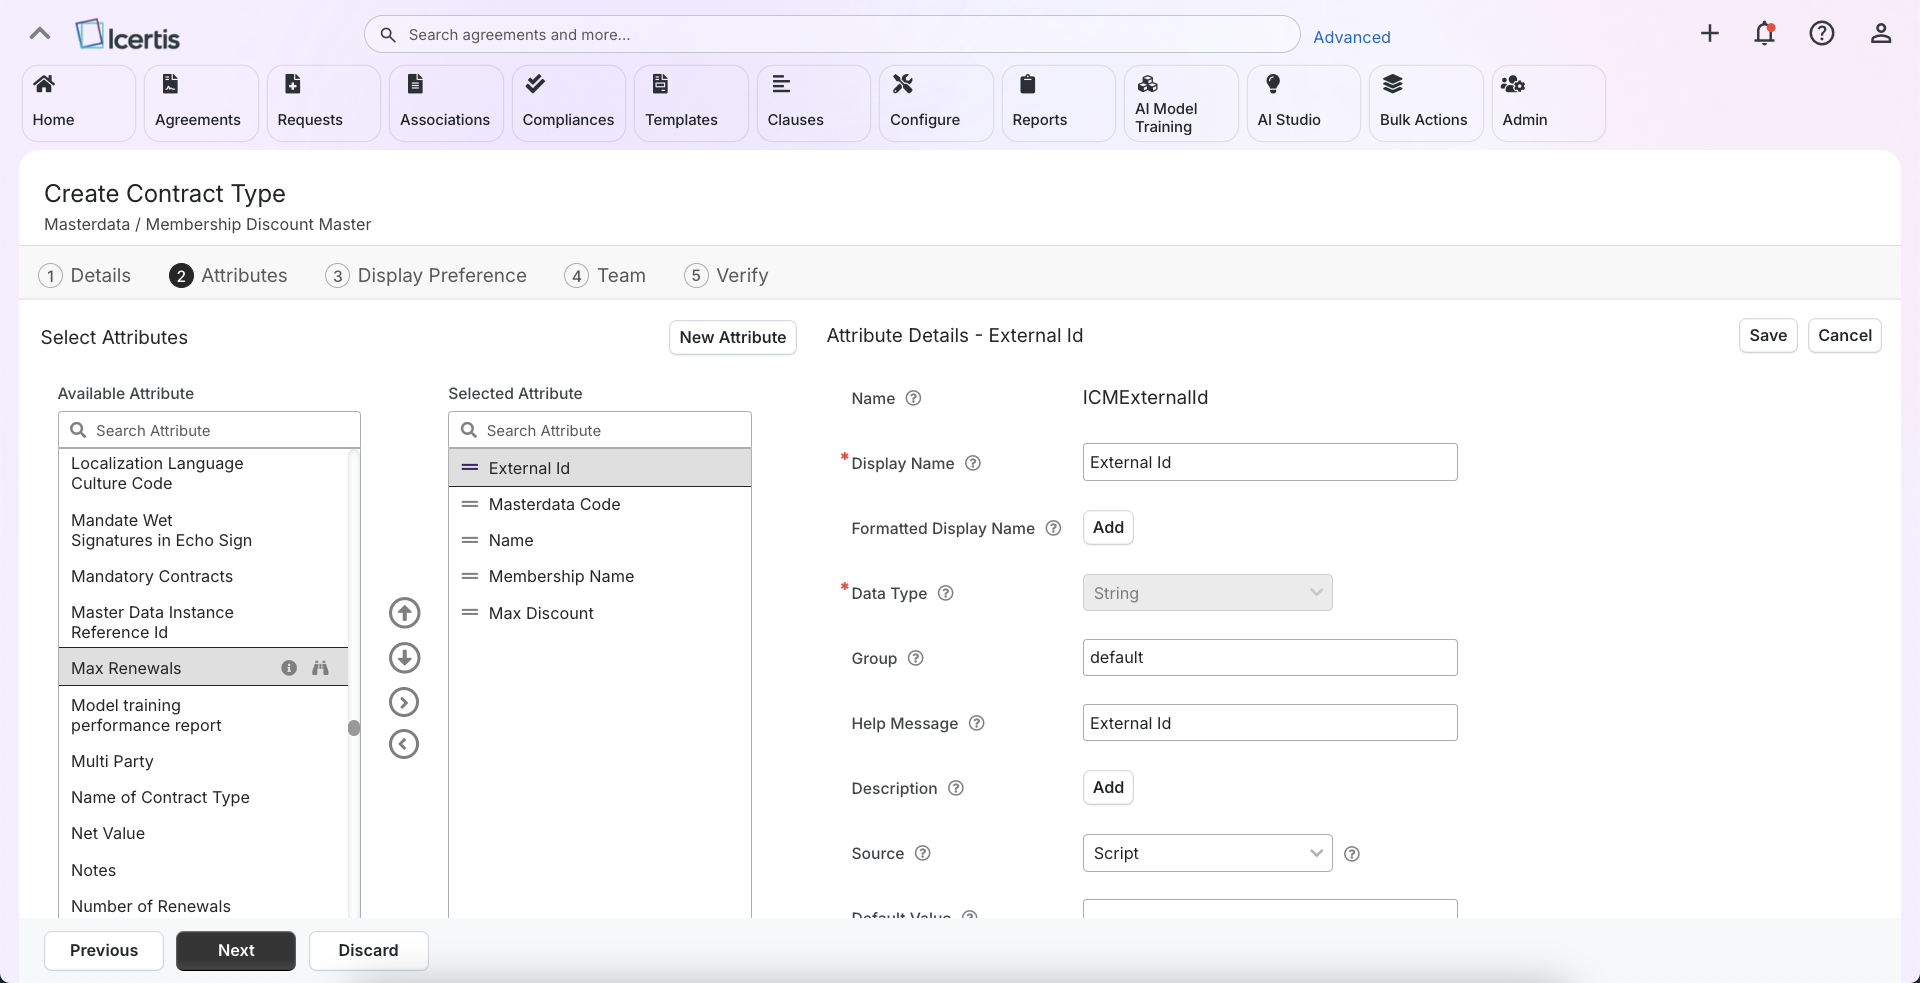 Icertis
Search agreements and more...
Advanced
Home
Agreements
Requests
Associations
Compliances
Templates
Clauses
Configure
Reports
AI Model
Training
AI Studio
Bulk Actions
Admin
Create Contract Type
Masterdata / Membership Discount Master
1 Details
2 Attributes
3 Display Preference
4 Team
5 Verify
Select Attributes
New Attribute
Available Attribute
Search Attribute
Localization Language
Culture Code
Mandate Wet
Signatures in Echo Sign
Mandatory Contracts
Master Data Instance
Reference Id
Max Renewals
Model training
performance report
Multi Party
Name of Contract Type
Net Value
Notes
Number of Renewals
Selected Attribute
Search Attribute
External Id
Masterdata Code
Name
Membership Name
Max Discount
Attribute Details - External Id
Save
Cancel
Name
ICMExternalId
* Display Name
External Id
Formatted Display Name
Add
* Data Type
String
Group
default
Help Message
External Id
Description
Add
Source
Script
Default Value
Previous
Next
Discard